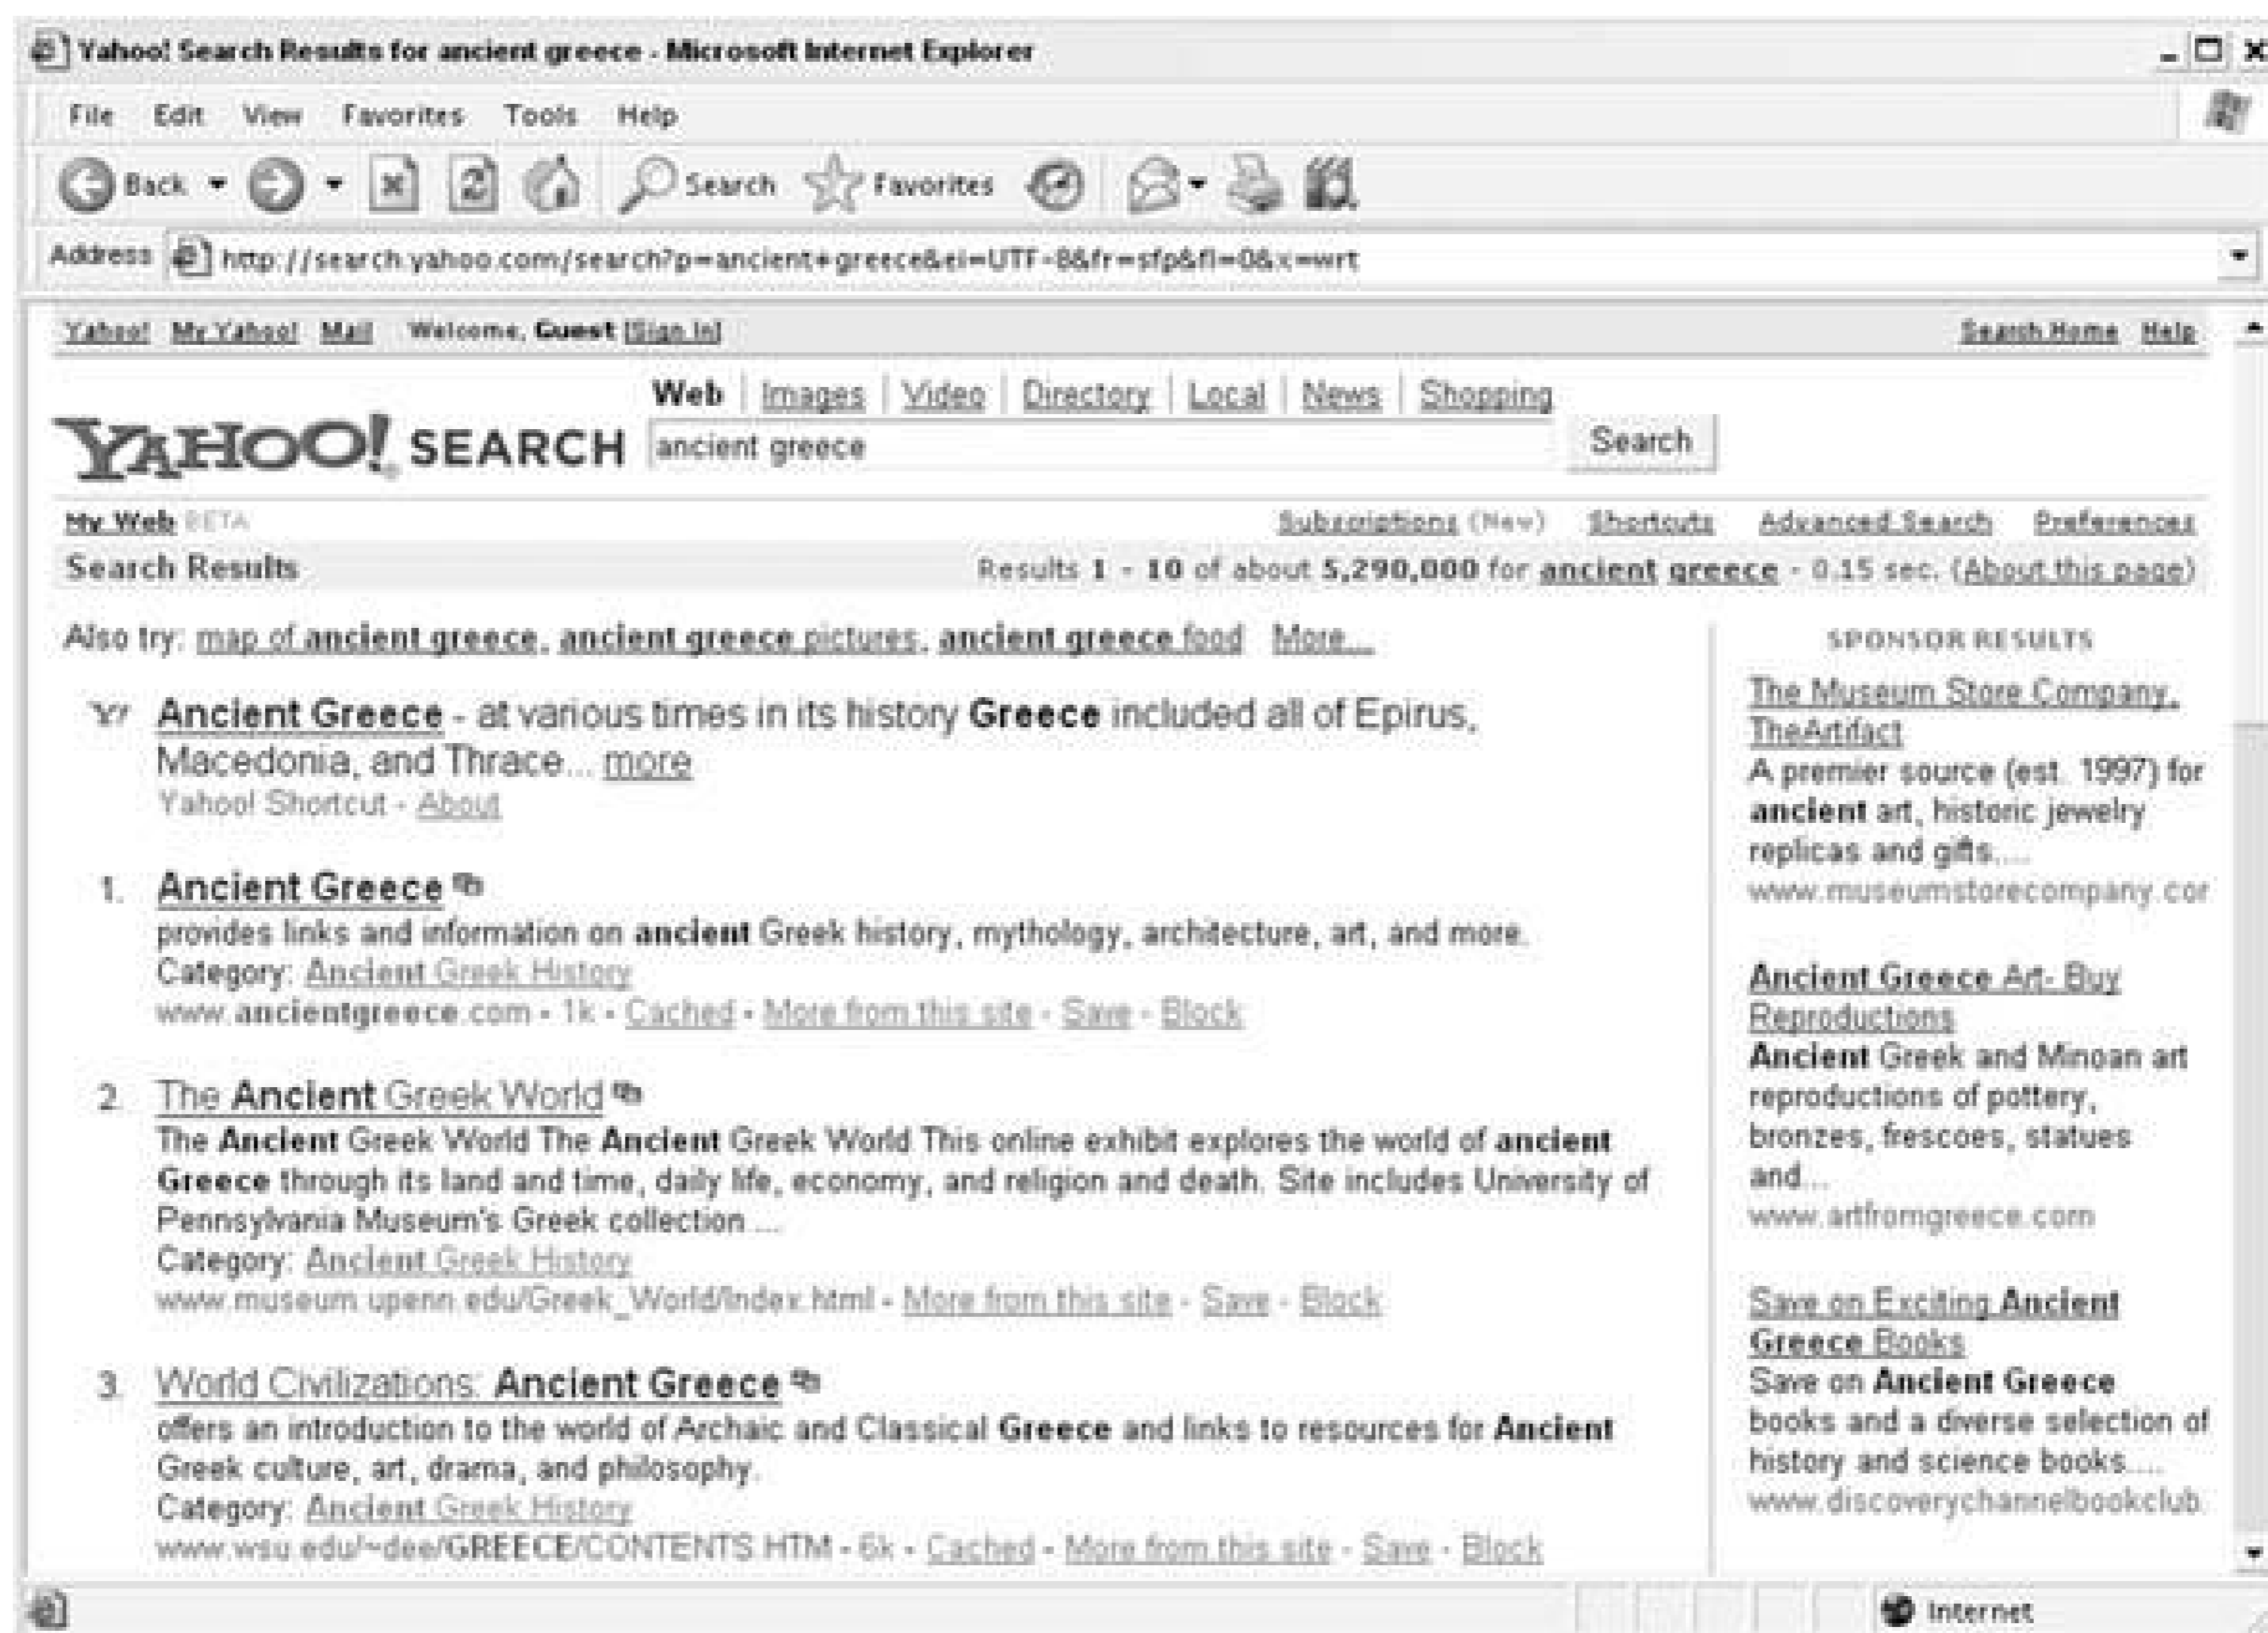 Yahoo! Search Results for ancient greece - Microsoft Internet Explorer
File Edit View Favorites Tools Help
Back Search Favorites
Address http://search.yahoo.com/search?p=ancient+greece&ei=UTF-8&fr=sfp&fl=0&x=wrt
Yahoo! My Yahoo! Mail Welcome, Guest [Sign In] Search Home Help
Web | Images | Video | Directory | Local | News | Shopping
YAHOO! SEARCH ancient greece Search
My Web BETA Subscriptions (New) Shortcuts Advanced Search Preferences
Search Results Results 1 - 10 of about 5,290,000 for ancient greece - 0.15 sec. (About this page)
Also try: map of ancient greece, ancient greece pictures, ancient greece food More...
Y! Ancient Greece - at various times in its history Greece included all of Epirus,
Macedonia, and Thrace... more
Yahoo! Shortcut - About
1. Ancient Greece
provides links and information on ancient Greek history, mythology, architecture, art, and more.
Category: Ancient Greek History
www.ancientgreece.com - 1k - Cached - More from this site - Save - Block
2. The Ancient Greek World
The Ancient Greek World The Ancient Greek World This online exhibit explores the world of ancient
Greece through its land and time, daily life, economy, and religion and death. Site includes University of
Pennsylvania Museum's Greek collection ...
Category: Ancient Greek History
www.museum.upenn.edu/Greek_World/Index.html - More from this site - Save - Block
3. World Civilizations: Ancient Greece
offers an introduction to the world of Archaic and Classical Greece and links to resources for Ancient
Greek culture, art, drama, and philosophy.
Category: Ancient Greek History
www.wsu.edu/~dee/GREECE/CONTENTS.HTM - 6k - Cached - More from this site - Save - Block
SPONSOR RESULTS
The Museum Store Company,
TheArtifact
A premier source (est. 1997) for
ancient art, historic jewelry
replicas and gifts....
www.museumstorecompany.cor
Ancient Greece Art- Buy
Reproductions
Ancient Greek and Minoan art
reproductions of pottery,
bronzes, frescoes, statues
and...
www.artfromgreece.com
Save on Exciting Ancient
Greece Books
Save on Ancient Greece
books and a diverse selection of
history and science books....
www.discoverychannelbookclub.
Internet